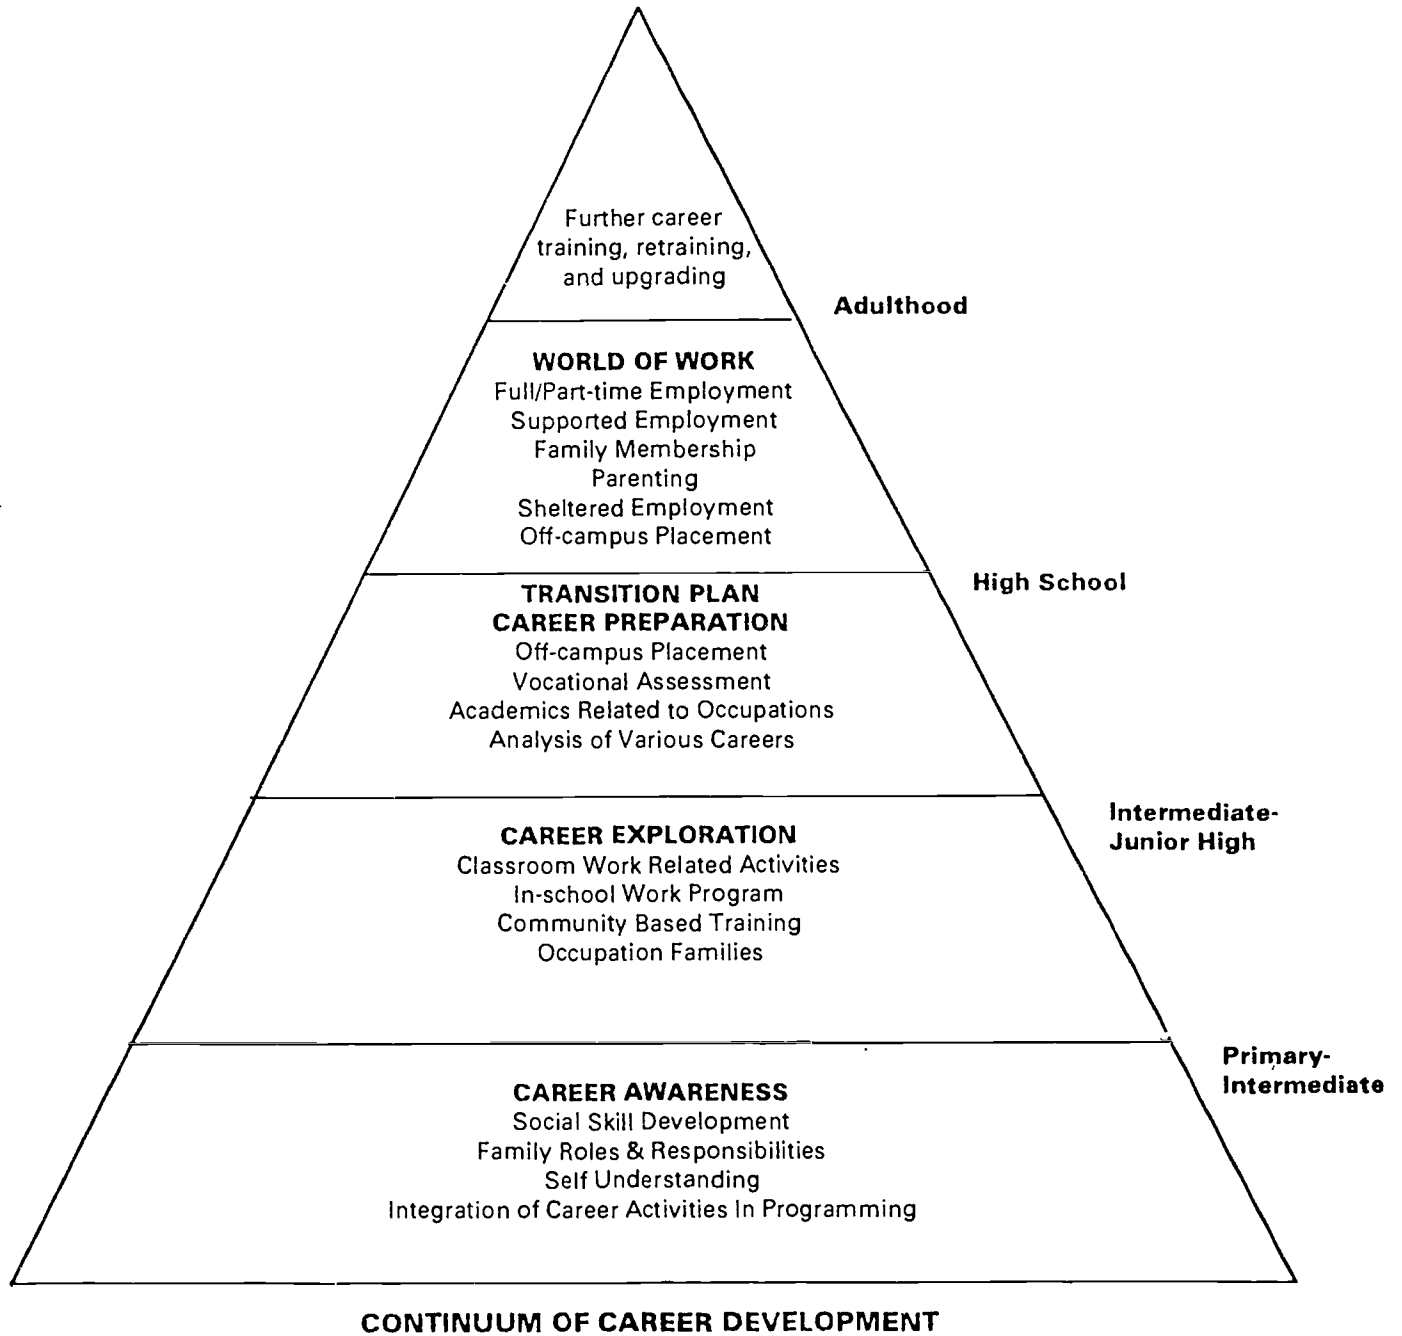 Further career
training, retraining,
and upgrading
Adulthood
WORLD OF WORK
Full/Part-time Employment
Supported Employment
Family Membership
Parenting
Sheltered Employment
Off-campus Placement
High School
TRANSITION PLAN
CAREER PREPARATION
Off-campus Placement
Vocational Assessment
Academics Related to Occupations
Analysis of Various Careers
Intermediate-
Junior High
CAREER EXPLORATION
Classroom Work Related Activities
In-school Work Program
Community Based Training
Occupation Families
Primary-
Intermediate
CAREER AWARENESS
Social Skill Development
Family Roles & Responsibilities
Self Understanding
Integration of Career Activities In Programming
CONTINUUM OF CAREER DEVELOPMENT